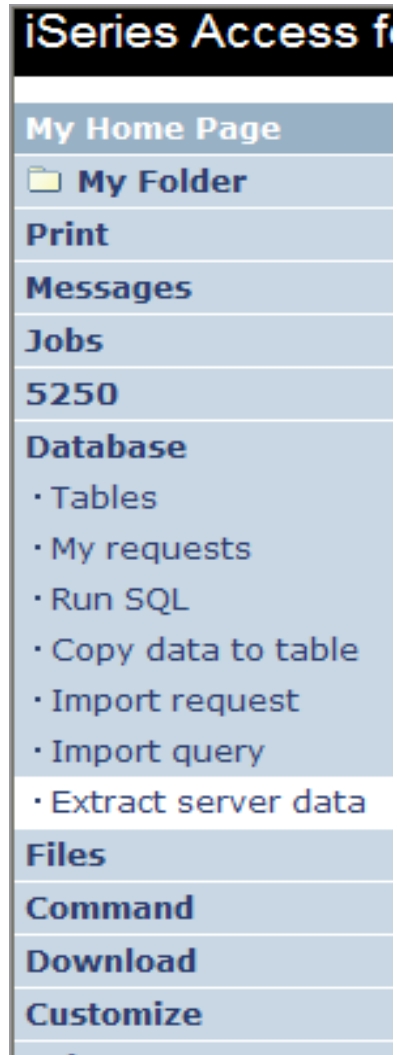 iSeries Access
My Home Page
My Folder
Print
Messages
Jobs
5250
Database
· Tables
· My requests
· Run SQL
· Copy data to table
· Import request
· Import query
· Extract server data
Files
Command
Download
Customize